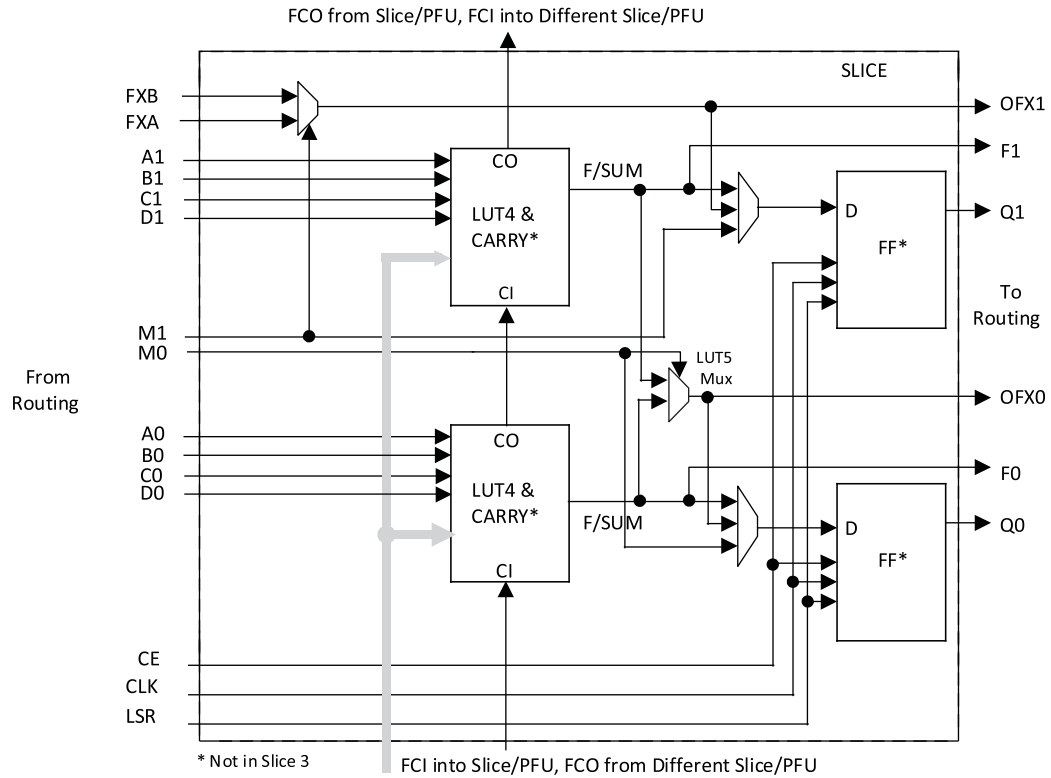 FCO from Slice/PFU, FCI into Different Slice/PFU
SLICE
FXB
FXA
OFX1
F1
A1
B1
C1
D1
CO
LUT4 &
CARRY*
CI
F/SUM
D
FF*
Q1
To
Routing
M1
M0
LUT5
Mux
From
Routing
OFX0
A0
B0
C0
D0
CO
LUT4 &
CARRY*
CI
F/SUM
F0
D
FF*
Q0
CE
CLK
LSR
* Not in Slice 3
FCI into Slice/PFU, FCO from Different Slice/PFU